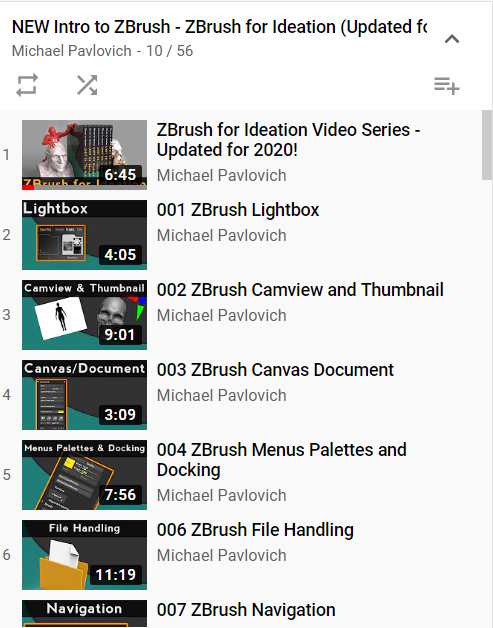 NEW Intro to ZBrush - ZBrush for Ideation (Updated fo
Michael Pavlovich - 10 / 56
1
ZBrush for Ideation
6:45
ZBrush for Ideation Video Series -
Updated for 2020!
Michael Pavlovich
2
Lightbox
4:05
001 ZBrush Lightbox
Michael Pavlovich
3
Camview & Thumbnail
9:01
002 ZBrush Camview and Thumbnail
Michael Pavlovich
4
Canvas/Document
3:09
003 ZBrush Canvas Document
Michael Pavlovich
5
Menus Palettes & Docking
7:56
004 ZBrush Menus Palettes and
Docking
Michael Pavlovich
6
File Handling
11:19
006 ZBrush File Handling
Michael Pavlovich
Navigation
007 ZBrush Navigation